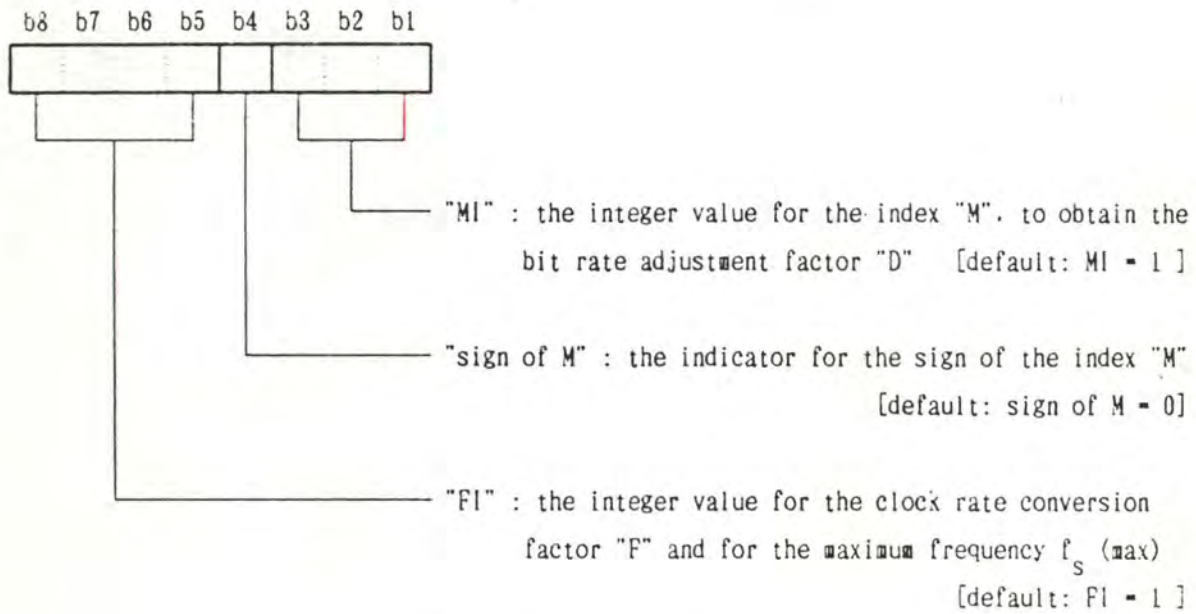 b8 b7 b6 b5 b4 b3 b2 b1
"MI" : the integer value for the index "M", to obtain the
bit rate adjustment factor "D" [default: MI = 1 ]
"sign of M" : the indicator for the sign of the index "M"
[default: sign of M = 0]
"FI" : the integer value for the clock rate conversion
factor "F" and for the maximum frequency f_s (max)
[default: FI = 1 ]